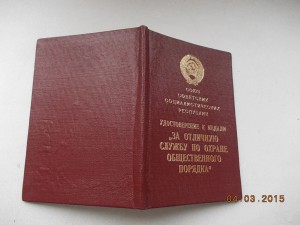 СОЮЗ
СОВЕТСКИХ
СОЦИАЛИСТИЧЕСКИХ
РЕСПУБЛИК
УДОСТОВЕРЕНИЕ К МЕДАЛИ
„ЗА ОТЛИЧНУЮ
СЛУЖБУ ПО ОХРАНЕ
ОБЩЕСТВЕННОГО
ПОРЯДКА“
04.03.2015